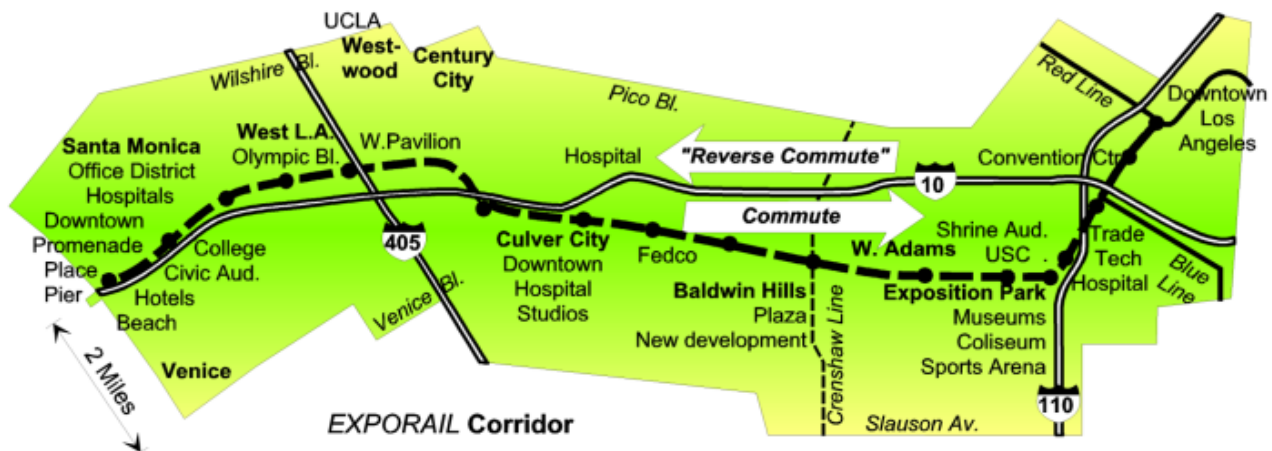 UCLA
West-
wood
Century
City
Wilshire Bl.
Pico Bl.
Red Line
Downtown
Los
Angeles
Santa Monica
Office District
Hospitals
Downtown
Promenade
Place
Pier
West L.A.
Olympic Bl.
W.Pavilion
Hospital
"Reverse Commute"
Convention Ctr
10
Commute
405
College
Civic Aud.
Hotels
Beach
Venice Bl.
Culver City
Downtown
Hospital
Studios
Fedco
W. Adams
Shrine Aud.
USC .
Trade
Tech
Hospital
Blue
Line
Baldwin Hills
Plaza
New development
Crenshaw Line
Exposition Park
Museums
Coliseum
Sports Arena
110
2 Miles
Venice
EXPORAIL Corridor
Slauson Av.